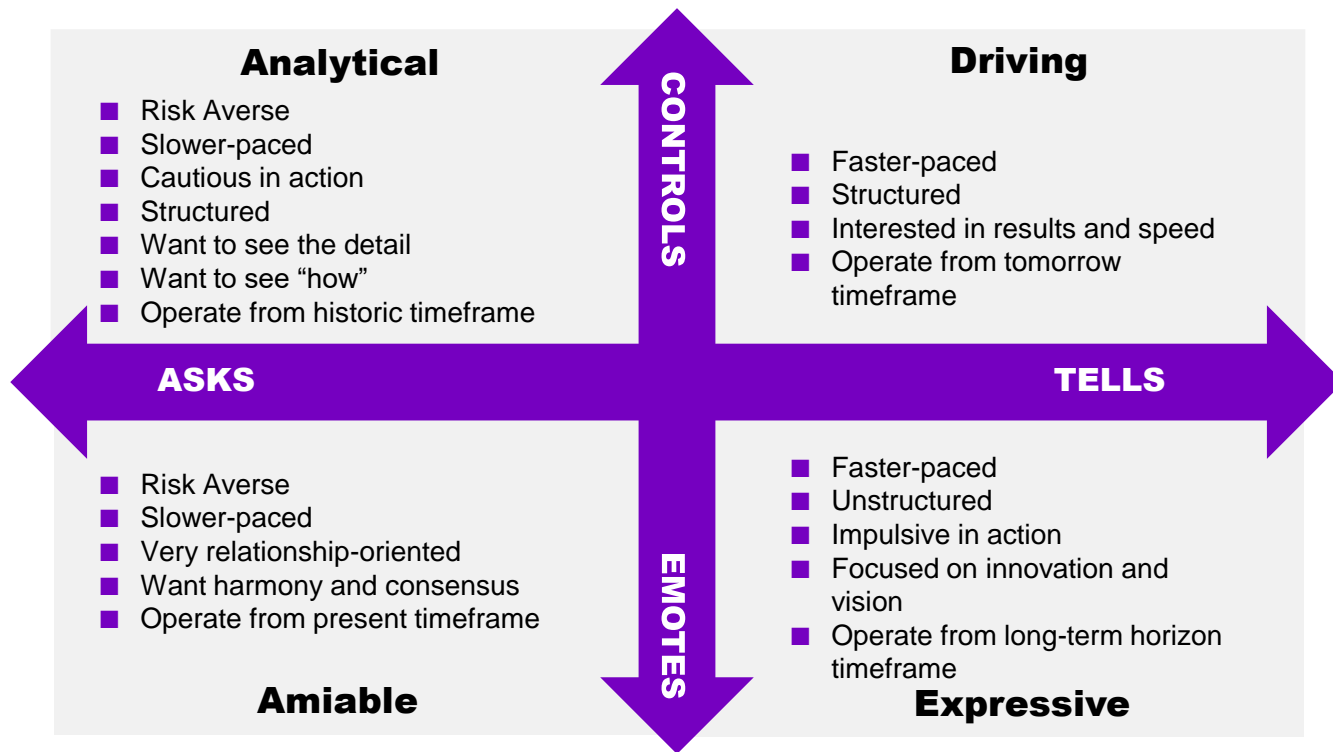 Analytical
Risk Averse
Slower-paced
Cautious in action
Structured
Want to see the detail
Want to see “how”
Operate from historic timeframe
CONTROLS
Driving
Faster-paced
Structured
Interested in results and speed
Operate from tomorrow
timeframe
ASKS
TELLS
Risk Averse
Slower-paced
Very relationship-oriented
Want harmony and consensus
Operate from present timeframe
Amiable
EMOTES
Faster-paced
Unstructured
Impulsive in action
Focused on innovation and
vision
Operate from long-term horizon
timeframe
Expressive